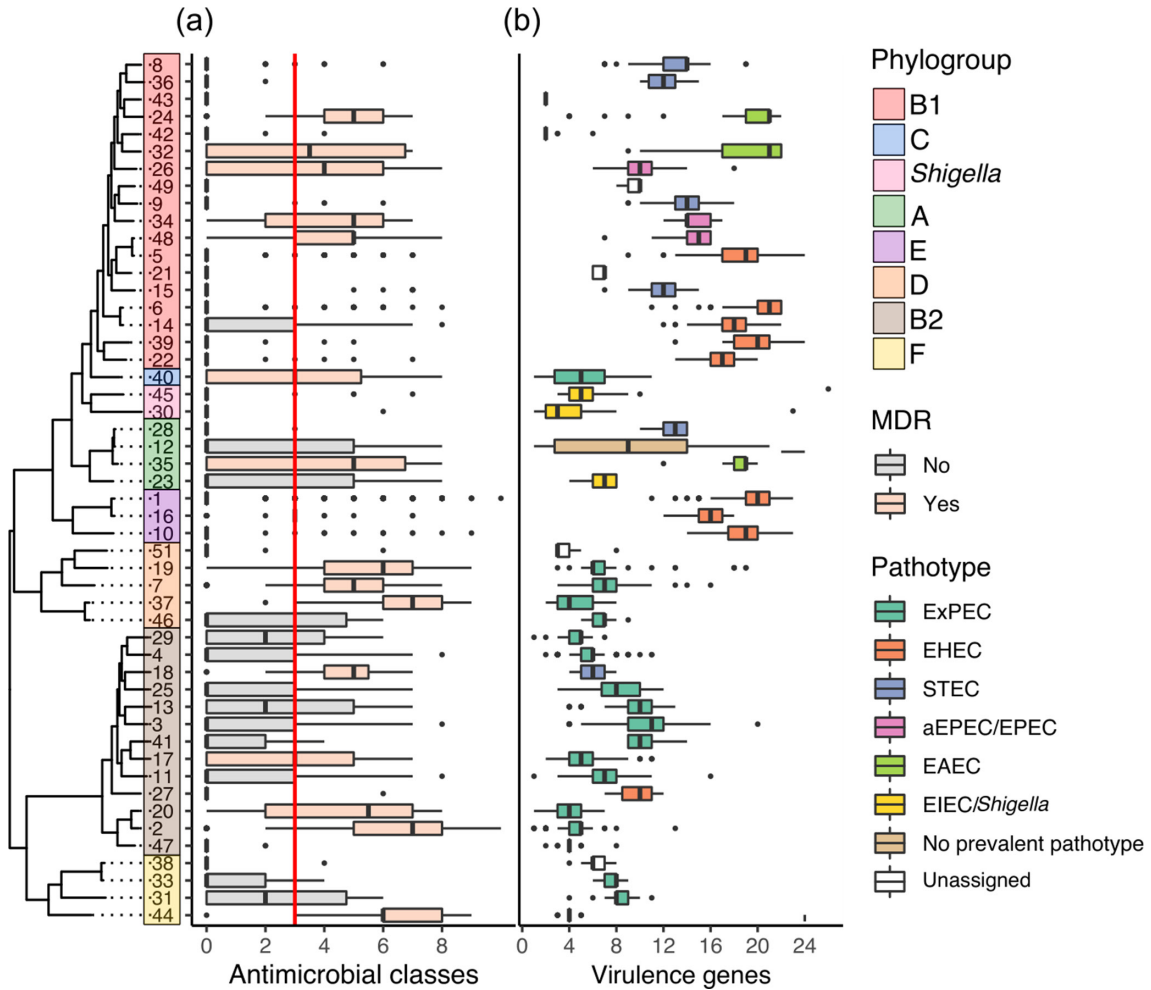 (a)
(b)
8
36
43
24
42
32
26
49
9
34
48
5
21
15
6
14
39
22
40
45
30
28
12
35
23
1
16
10
51
19
7
37
46
29
4
18
25
13
3
41
17
11
27
20
2
47
38
33
31
44
0 2 4 6 8
Antimicrobial classes
0 4 8 12 16 20 24
Virulence genes
Phylogroup
B1
C
Shigella
A
E
D
B2
F
MDR
No
Yes
Pathotype
ExPEC
EHEC
STEC
aEPEC/EPEC
EAEC
EIEC/Shigella
No prevalent pathotype
Unassigned